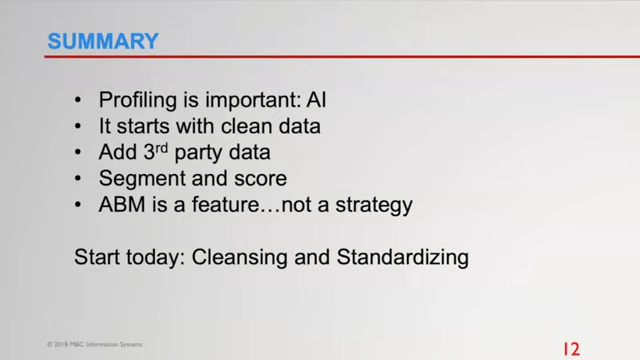 SUMMARY
• Profiling is important: AI
• It starts with clean data
• Add 3rd party data
• Segment and score
• ABM is a feature…not a strategy
Start today: Cleansing and Standardizing
© 2018 M&C Information Systems
12